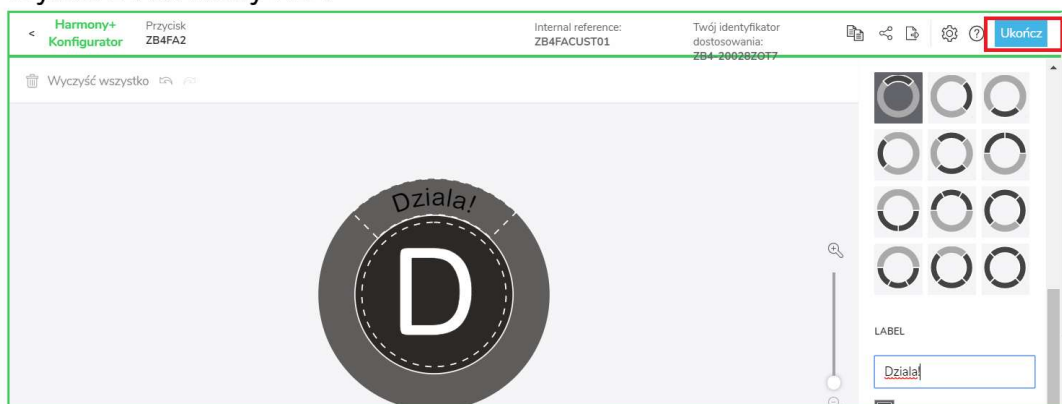 < Harmony+ Konfigurator
Przycisk
ZB4FA2
Internal reference:
ZB4FACUST01
Twój identyfikator
dostosowania:
ZB4-20028ZOT7
Ukończ
Wyczyść wszystko
Dziala!
D
LABEL
Dziala!